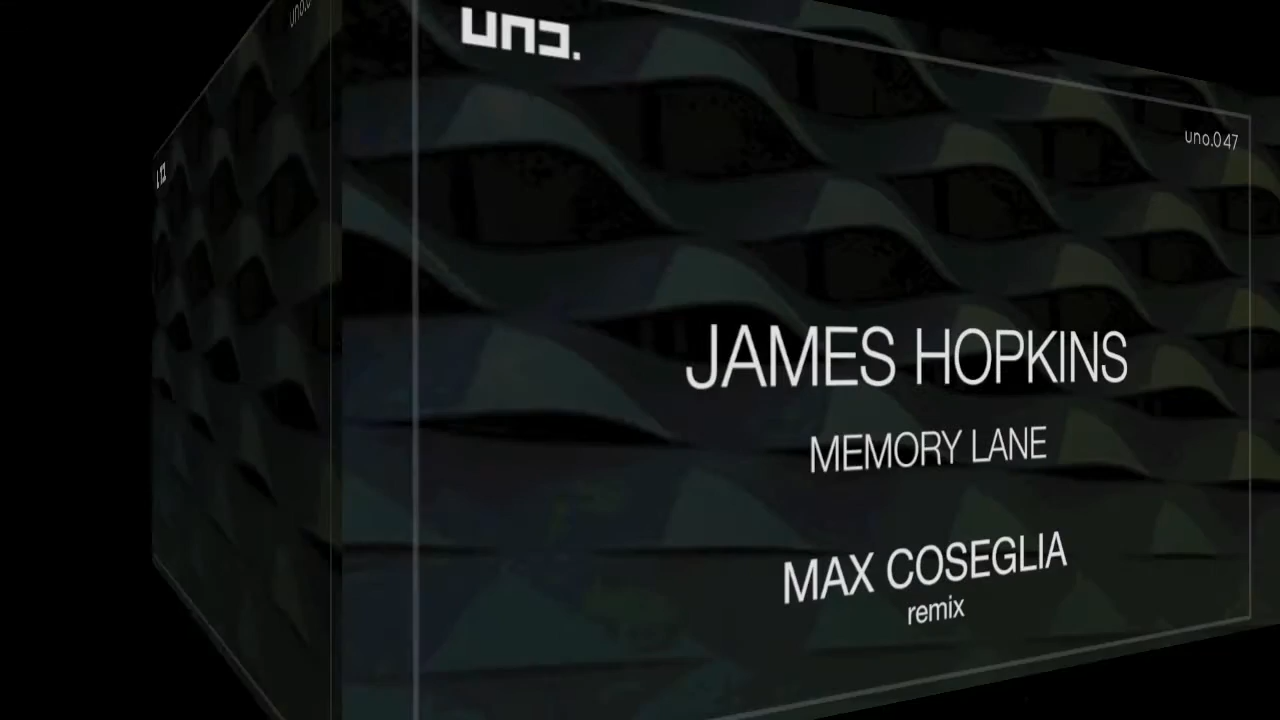 uno.
uno.047
JAMES HOPKINS
MEMORY LANE
MAX COSEGLIA
remix